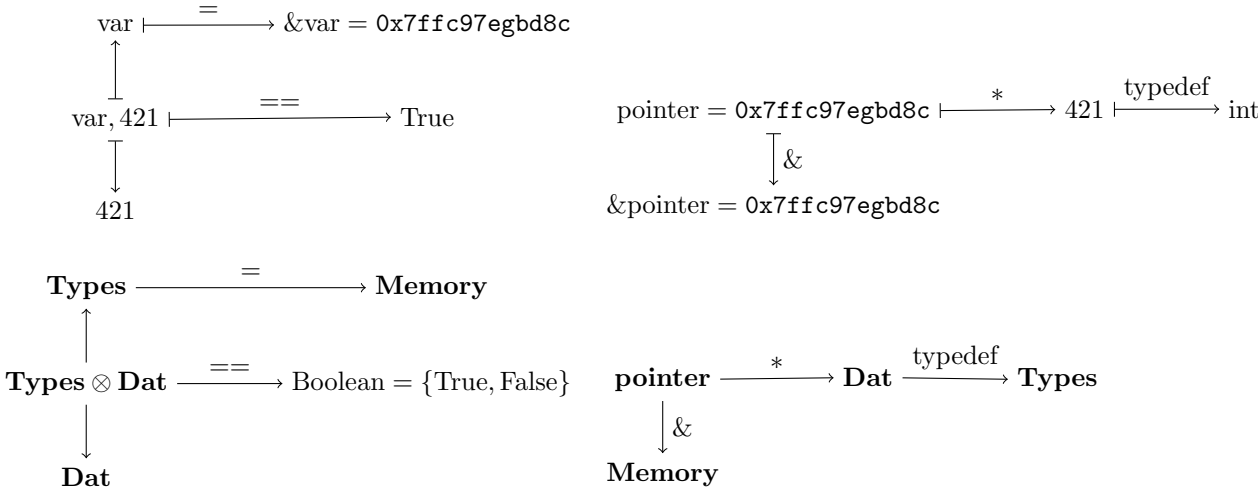 var = &var = 0x7ffc97egbd8c
var, 421 == True
421
pointer = 0x7ffc97egbd8c * 421 typedef int
&
&pointer = 0x7ffc97egbd8c
Types = Memory
Types ⊗ Dat == Boolean = {True, False}
Dat
pointer * Dat typedef Types
&
Memory